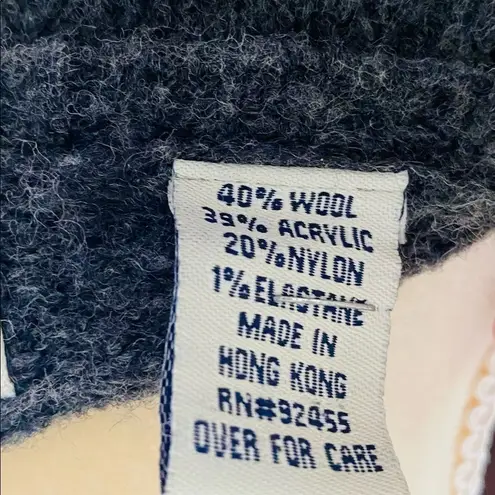 40% WOOL
39% ACRYLIC
20% NYLON
1% ELASTANE
MADE IN
HONG KONG
RN#92455
OVER FOR CARE